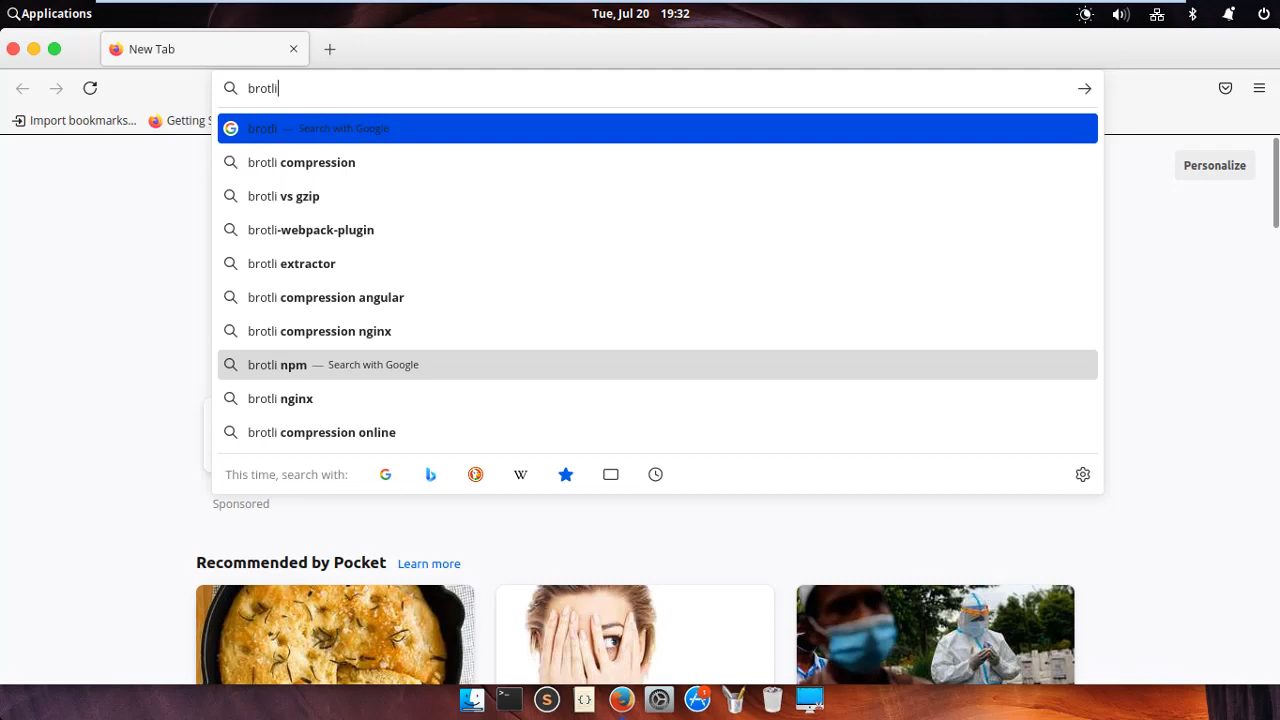 Applications
Tue, Jul 20 19:32
New Tab
brotli
Import bookmarks...
Getting S
brotli — Search with Google
brotli compression
Personalize
brotli vs gzip
brotli-webpack-plugin
brotli extractor
brotli compression angular
brotli compression nginx
brotli npm — Search with Google
brotli nginx
brotli compression online
This time, search with:
W
Sponsored
Recommended by Pocket Learn more
>_
S
{ }
1